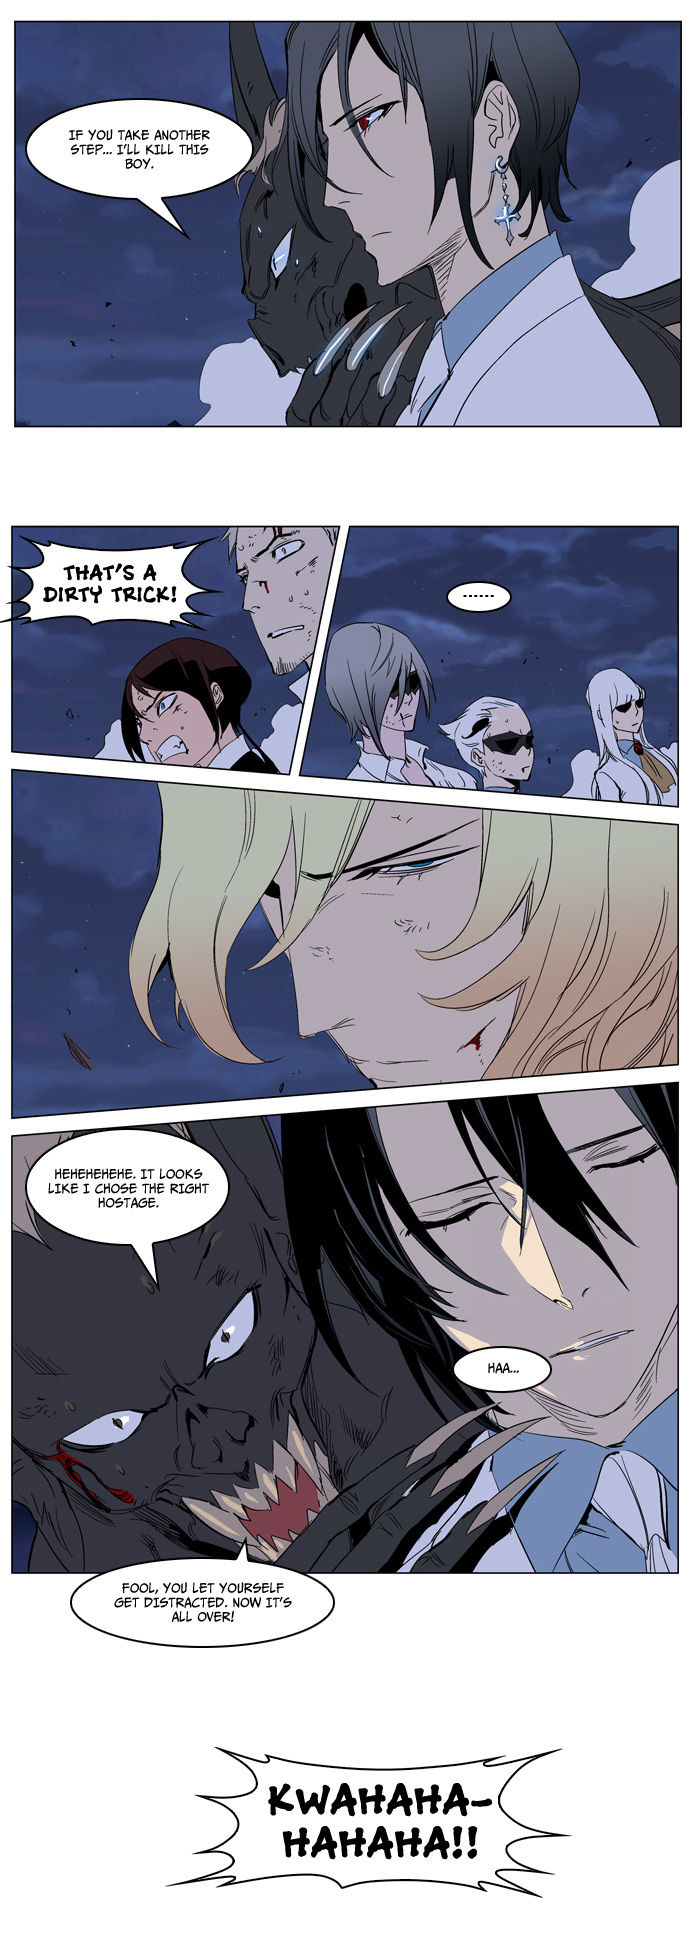 IF YOU TAKE ANOTHER
STEP... I'LL KILL THIS
BOY.
THAT'S A
DIRTY TRICK!
------
HEHEHEHEHE. IT LOOKS
LIKE I CHOSE THE RIGHT
HOSTAGE.
HAA...
FOOL, YOU LET YOURSELF
GET DISTRACTED. NOW IT'S
ALL OVER!
KWAHAHA-
HAHAHA!!